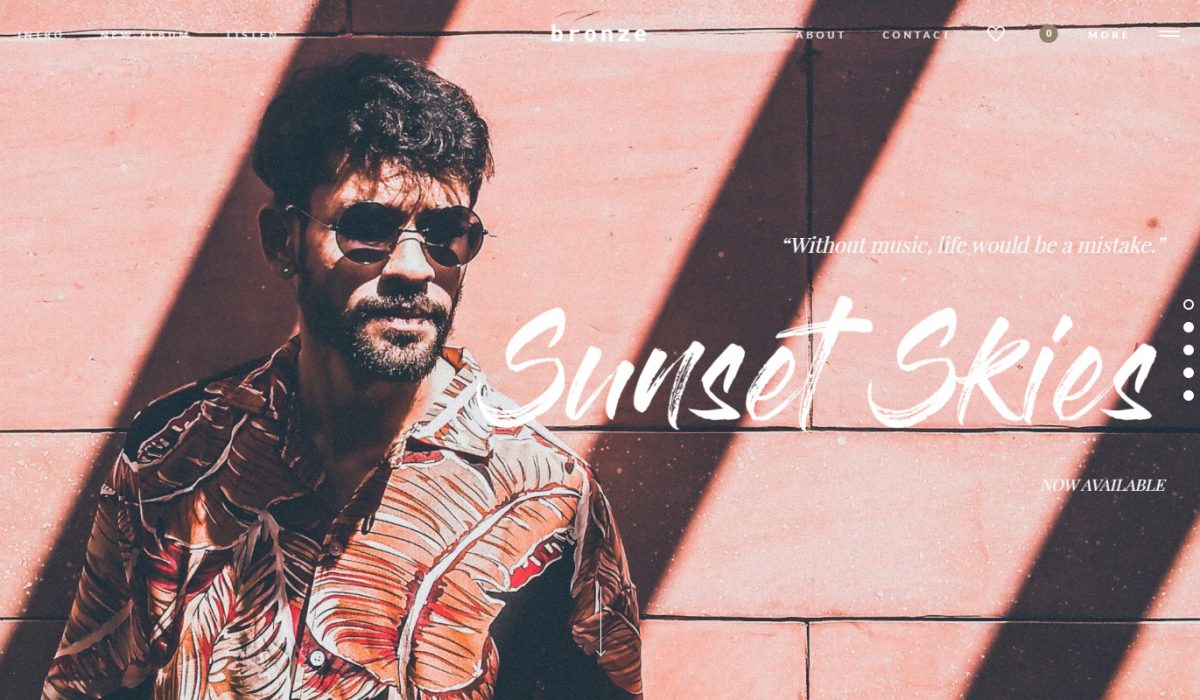 INTRO NEW ALBUM LISTEN bronze ABOUT CONTACT 0 MORE
“Without music, life would be a mistake.”
Sunset Skies
NOW AVAILABLE